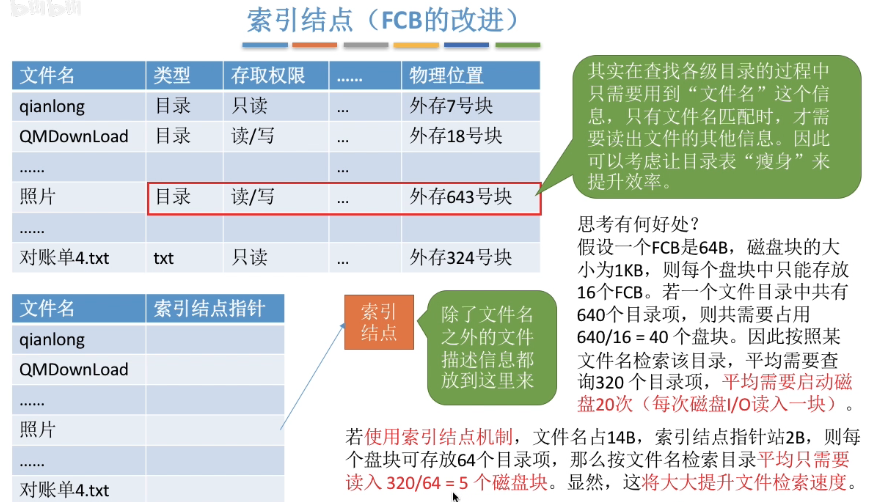 索引结点（FCB的改进）
文件名 类型 存取权限 …… 物理位置
qianlong 目录 只读 … 外存7号块
QMDownLoad 目录 读/写 … 外存18号块
…… …
照片 目录 读/写 … 外存643号块
…… …
对账单4.txt txt 只读 … 外存324号块
其实在查找各级目录的过程中
只需要用到“文件名”这个信
息，只有文件名匹配时，才需
要读出文件的其他信息。因此
可以考虑让目录表“瘦身”来
提升效率。
思考有何好处？
假设一个FCB是64B，磁盘块的大
小为1KB，则每个盘块中只能存放
16个FCB。若一个文件目录中共有
640个目录项，则共需要占用
640/16 = 40 个盘块。因此按照某
文件名检索该目录，平均需要查
询320 个目录项，平均需要启动磁
盘20次（每次磁盘I/O读入一块）。
文件名 索引结点指针
qianlong
QMDownLoad
……
照片
……
对账单4.txt
索引
结点
除了文件名
之外的文件
描述信息都
放到这里来
若使用索引结点机制，文件名占14B，索引结点指针站2B，则每
个盘块可存放64个目录项，那么按文件名检索目录平均只需要
读入 320/64 = 5 个磁盘块。显然，这将大大提升文件检索速度。